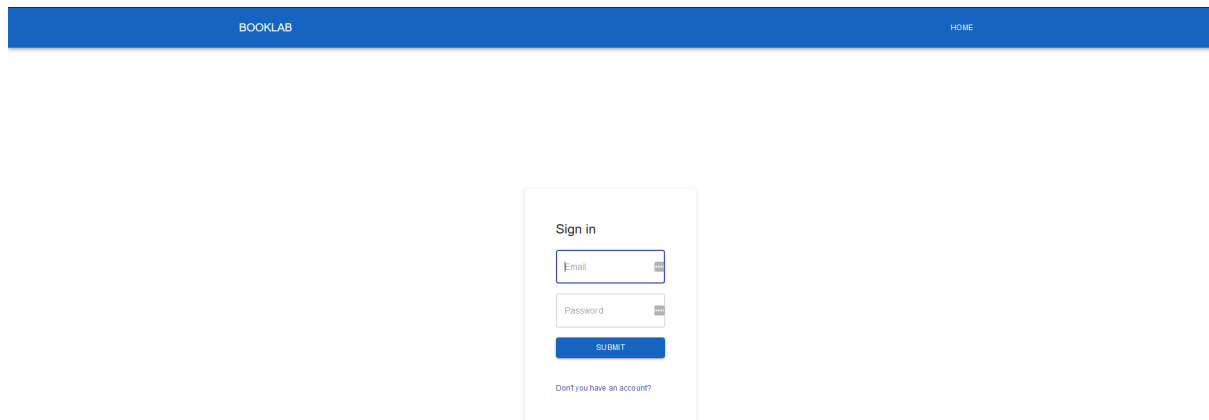 BOOKLAB HOME
Sign in
Email
Password
SUBMIT
Don't you have an account?